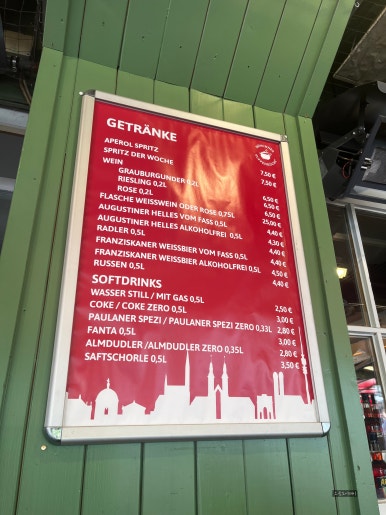 GETRÄNKE
APEROL SPRITZ 7,50 €
SPRITZ DER WOCHE 7,50 €
WEIN
GRAUBURGUNDER 0,2L 6,50 €
RIESLING 0,2L 6,50 €
ROSE 0,2L 6,50 €
FLASCHE WEISSWEIN ODER ROSE 0,75L 25,00 €
AUGUSTINER HELLES VOM FASS 0,5L 4,40 €
AUGUSTINER HELLES ALKOHOLFREI 0,5L 4,30 €
RADLER 0,5L 4,40 €
FRANZISKANER WEISSBIER VOM FASS 0,5L 4,40 €
FRANZISKANER WEISSBIER ALKOHOLFREI 0,5L 4,50 €
RUSSEN 0,5L 4,40 €
SOFTDRINKS
WASSER STILL / MIT GAS 0,5L 2,50 €
COKE / COKE ZERO 0,5L 3,00 €
PAULANER SPEZI / PAULANER SPEZI ZERO 0,33L 2,80 €
FANTA 0,5L 3,00 €
ALMDUDLER /ALMDUDLER ZERO 0,35L 2,80 €
SAFTSCHORLE 0,5L 3,50 €